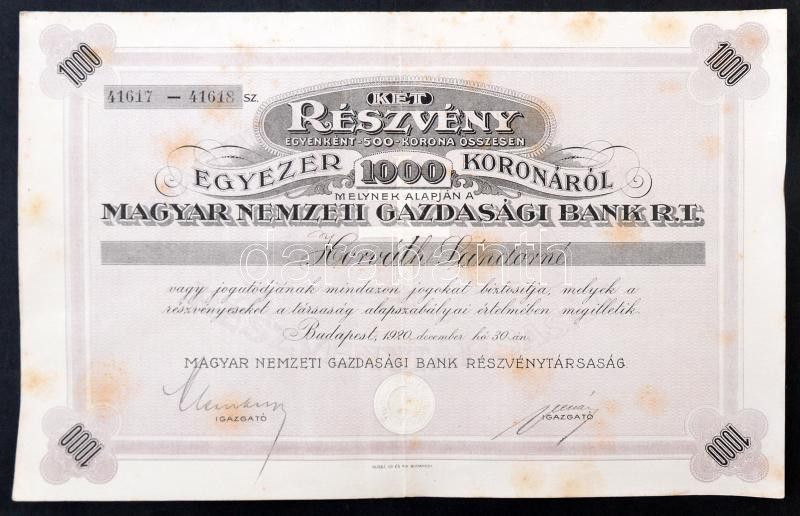 1000 1000
41617 — 41618 SZ.
KÉT
RÉSZVÉNY
EGYENKÉNT-500-KORONA ÖSSZESEN
EGYEZER 1000 KORONÁRÓL
MELYNEK ALAPJÁN A
MAGYAR NEMZETI GAZDASÁGI BANK R.T.
Horváth Sándorné
vagy jogutódjának mindazon jogokat biztosítja, melyek a
részvényeseket a társaság alapszabályai értelmében megilletik.
Budapest, 1920. december hó 30-án.
MAGYAR NEMZETI GAZDASÁGI BANK RÉSZVÉNYTÁRSASÁG.
IGAZGATÓ IGAZGATÓ
1000 1000